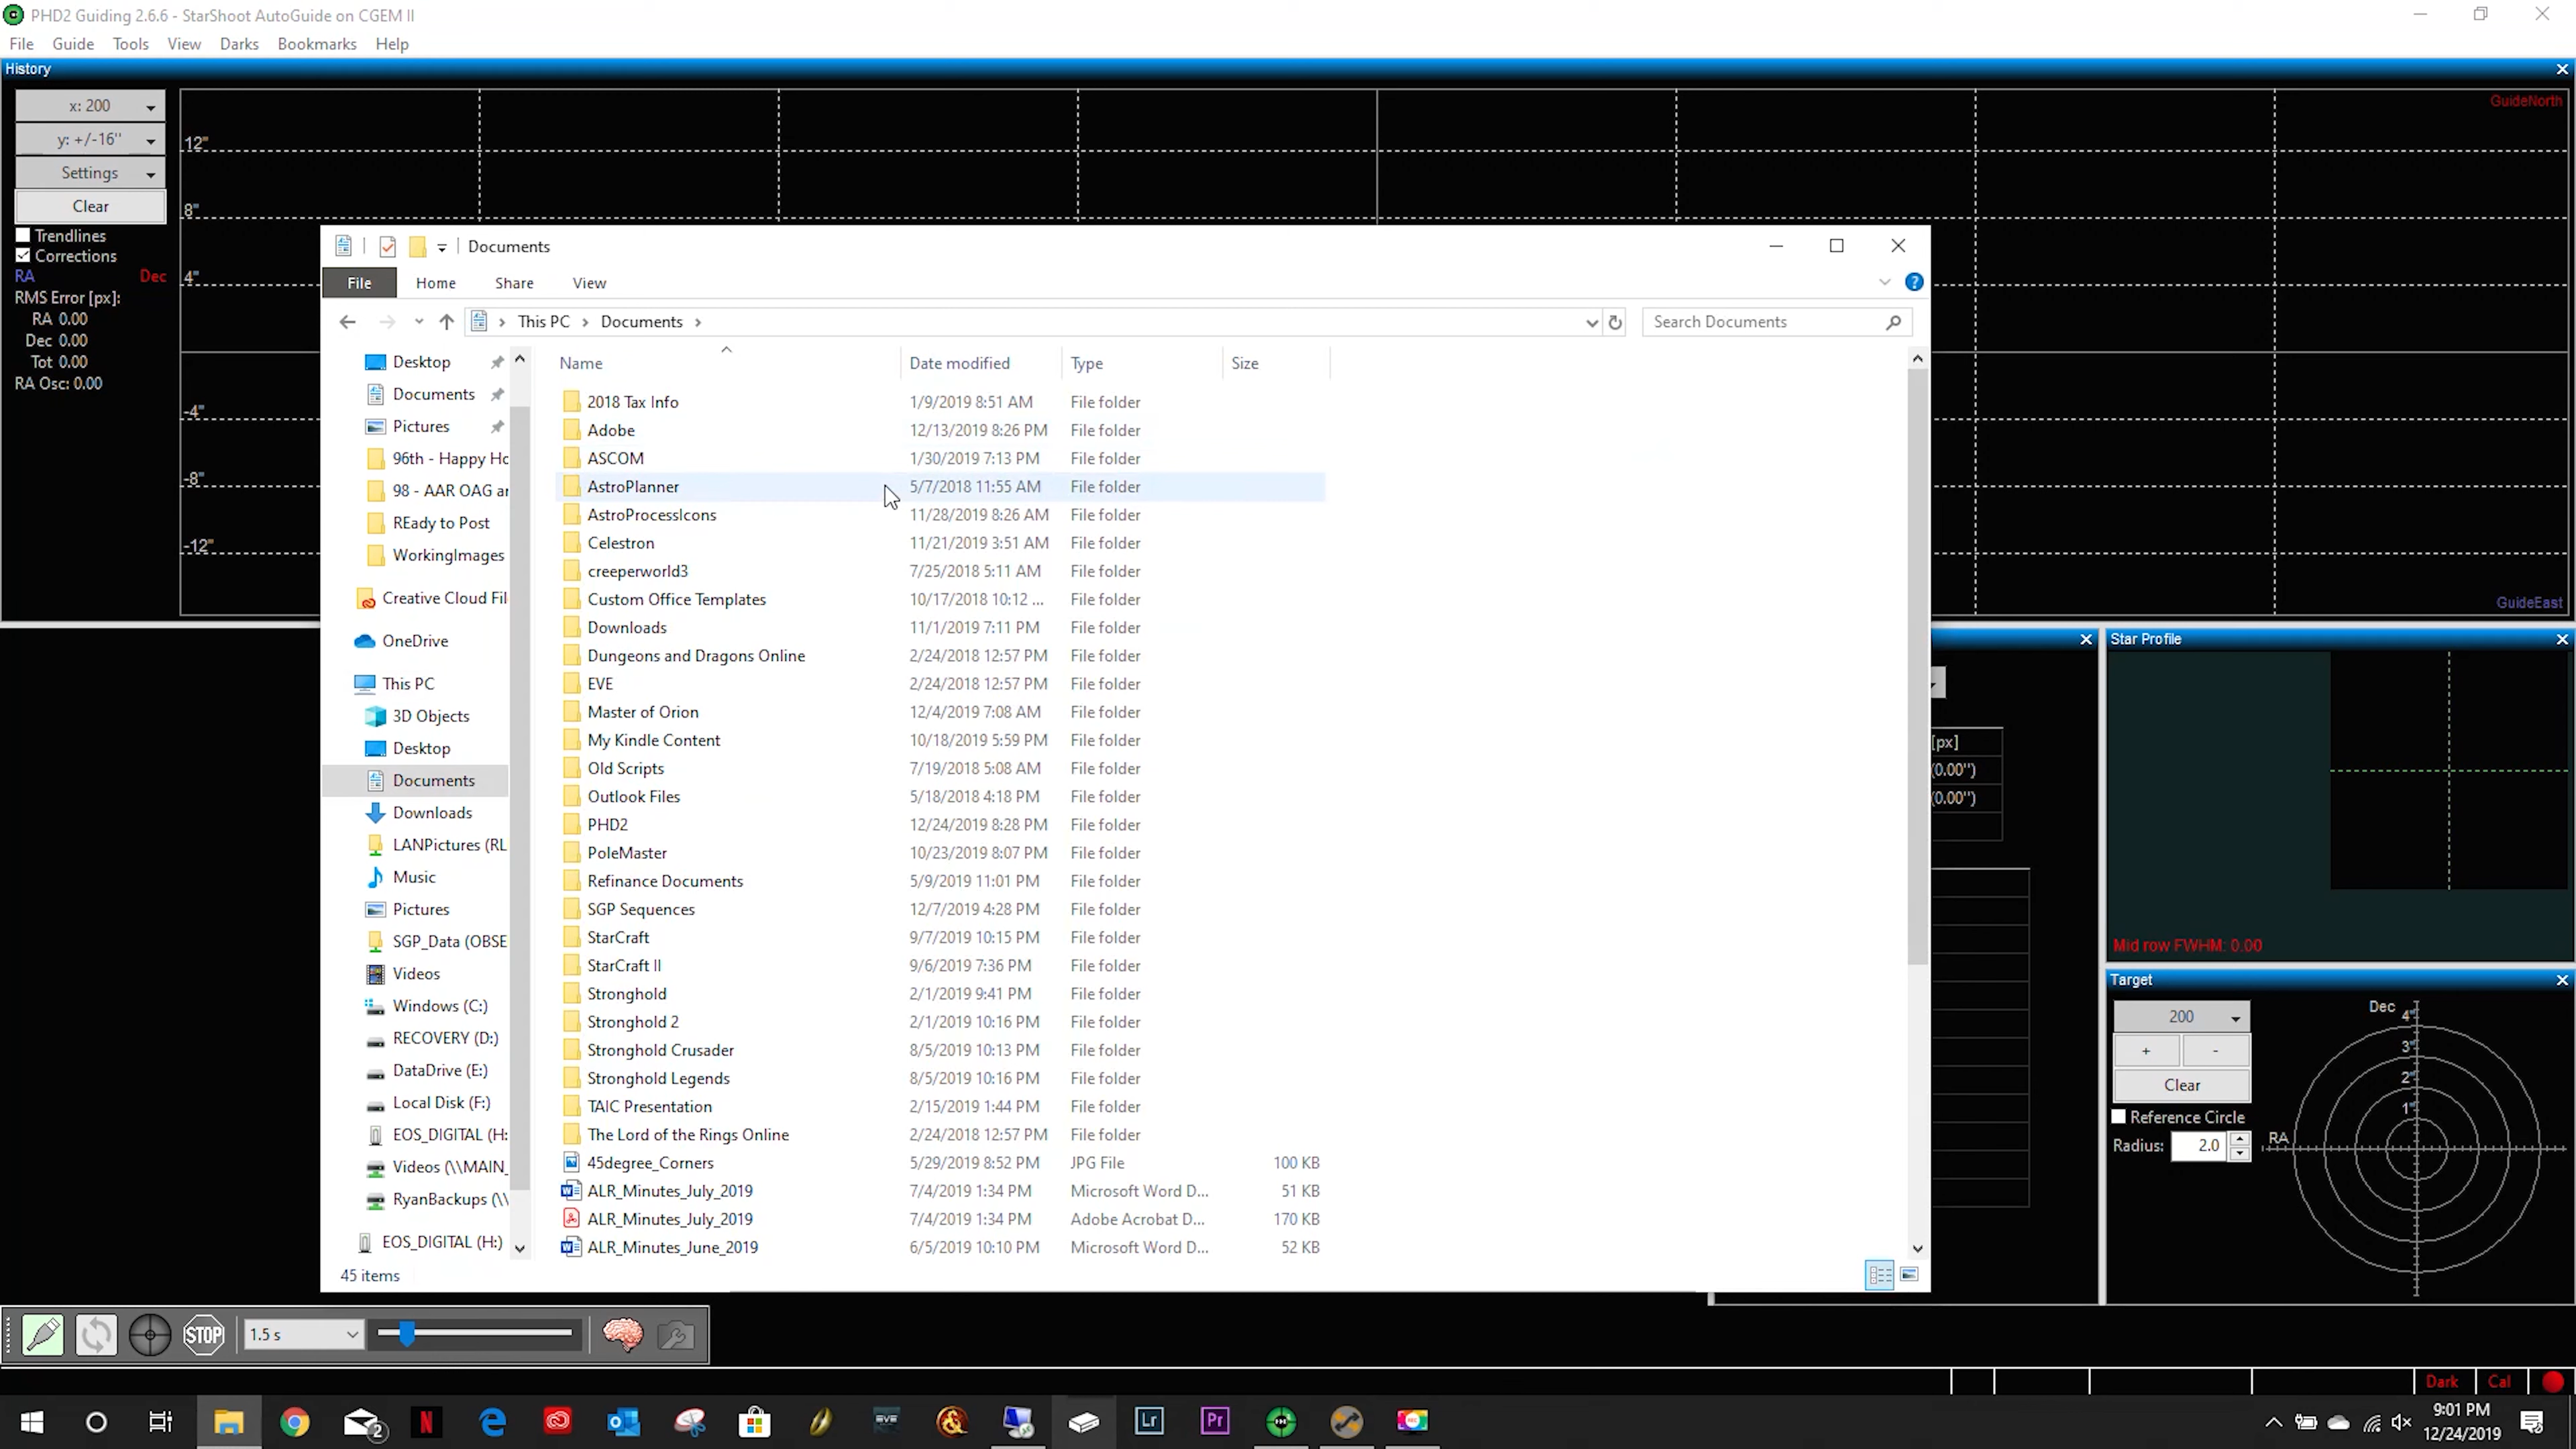 PHD2 Guiding 2.6.6 - StarShoot AutoGuide on CGEM II
File Guide Tools View Darks Bookmarks Help
History
x: 200
y: +/-16''
Settings
Clear
Trendlines
Corrections
RA Dec
RMS Error [px]:
RA 0.00
Dec 0.00
Tot 0.00
RA Osc: 0.00
12"
8"
4"
-4"
-8"
-12"
GuideNorth
GuideEast
Documents
File Home Share View
This PC Documents
Search Documents
Desktop
Documents
Pictures
96th - Happy Hc
98 - AAR OAG ar
REady to Post
WorkingImages
Creative Cloud Fil
OneDrive
This PC
3D Objects
Desktop
Documents
Downloads
LANPictures (RL
Music
Pictures
SGP_Data (OBSE
Videos
Windows (C:)
RECOVERY (D:)
DataDrive (E:)
Local Disk (F:)
EOS_DIGITAL (H:
Videos (\\MAIN_
RyanBackups (\\
EOS_DIGITAL (H:)
Name Date modified Type Size
2018 Tax Info 1/9/2019 8:51 AM File folder
Adobe 12/13/2019 8:26 PM File folder
ASCOM 1/30/2019 7:13 PM File folder
AstroPlanner 5/7/2018 11:55 AM File folder
AstroProcessIcons 11/28/2019 8:26 AM File folder
Celestron 11/21/2019 3:51 AM File folder
creeperworld3 7/25/2018 5:11 AM File folder
Custom Office Templates 10/17/2018 10:12 ... File folder
Downloads 11/1/2019 7:11 PM File folder
Dungeons and Dragons Online 2/24/2018 12:57 PM File folder
EVE 2/24/2018 12:57 PM File folder
Master of Orion 12/4/2019 7:08 AM File folder
My Kindle Content 10/18/2019 5:59 PM File folder
Old Scripts 7/19/2018 5:08 AM File folder
Outlook Files 5/18/2018 4:18 PM File folder
PHD2 12/24/2019 8:28 PM File folder
PoleMaster 10/23/2019 8:07 PM File folder
Refinance Documents 5/9/2019 11:01 PM File folder
SGP Sequences 12/7/2019 4:28 PM File folder
StarCraft 9/7/2019 10:15 PM File folder
StarCraft II 9/6/2019 7:36 PM File folder
Stronghold 2/1/2019 9:41 PM File folder
Stronghold 2 2/1/2019 10:16 PM File folder
Stronghold Crusader 8/5/2019 10:13 PM File folder
Stronghold Legends 8/5/2019 10:16 PM File folder
TAIC Presentation 2/15/2019 1:44 PM File folder
The Lord of the Rings Online 2/24/2018 12:57 PM File folder
45degree_Corners 5/29/2019 8:52 PM JPG File 100 KB
ALR_Minutes_July_2019 7/4/2019 1:34 PM Microsoft Word D... 51 KB
ALR_Minutes_July_2019 7/4/2019 1:34 PM Adobe Acrobat D... 170 KB
ALR_Minutes_June_2019 6/5/2019 10:10 PM Microsoft Word D... 52 KB
45 items
[px]
(0.00'')
(0.00'')
Star Profile
Mid row FWHM: 0.00
Target
200
+ -
Clear
Reference Circle
Radius: 2.0
Dec
4"
3"
2"
1"
RA
STOP
1.5 s
Dark Cal
2
N
EVE
Lr
Pr
9:01 PM
12/24/2019